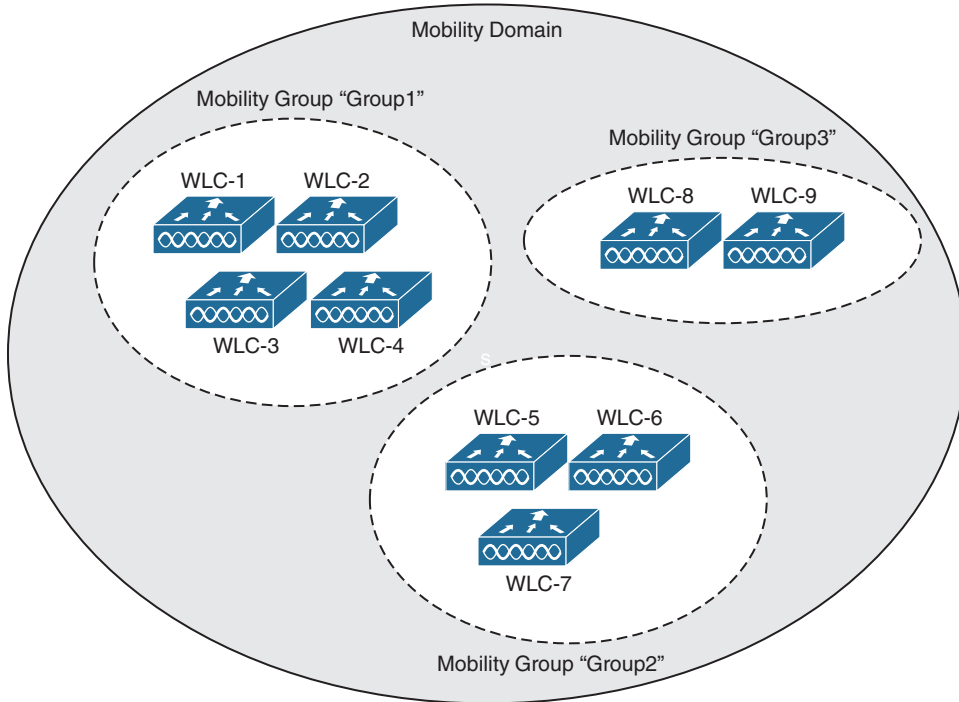 Mobility Domain
Mobility Group “Group1”
WLC-1
WLC-2
WLC-3
WLC-4
Mobility Group “Group3”
WLC-8
WLC-9
s
WLC-5
WLC-6
WLC-7
Mobility Group “Group2”